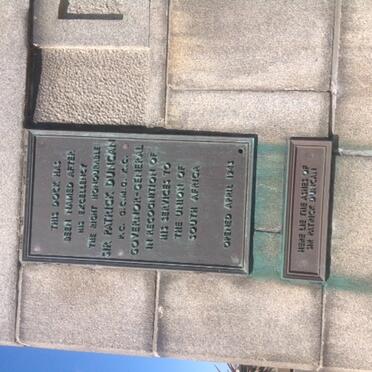 THIS DOCK HAS
BEEN NAMED AFTER
HIS EXCELLENCY
THE RIGHT HONOURABLE
SIR PATRICK DUNCAN
P.C. G.C.M.G. K.C.
GOVERNOR-GENERAL
IN RECOGNITION OF
HIS SERVICES TO
THE UNION OF
SOUTH AFRICA
OPENED APRIL 1943
HERE LIE THE ASHES OF
SIR PATRICK DUNCAN